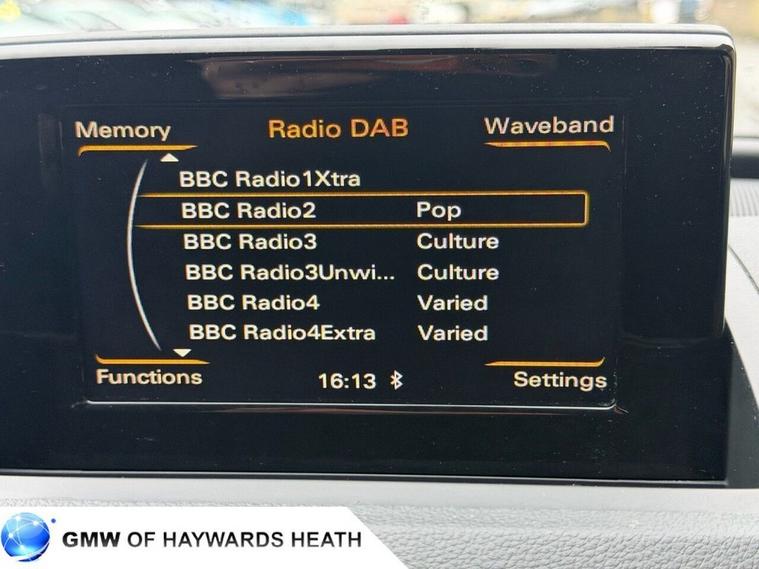 Memory Radio DAB Waveband
BBC Radio1Xtra
BBC Radio2 Pop
BBC Radio3 Culture
BBC Radio3Unwi... Culture
BBC Radio4 Varied
BBC Radio4Extra Varied
Functions 16:13 Settings
GMW OF HAYWARDS HEATH